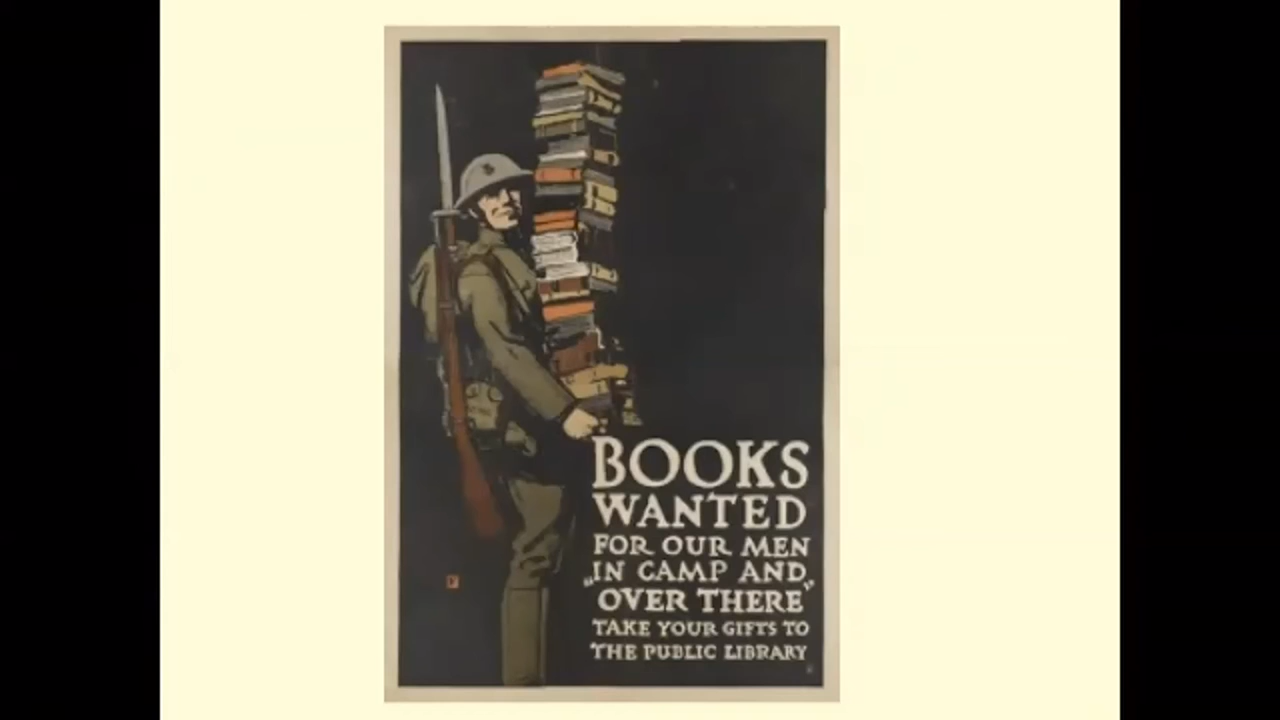 BOOKS
WANTED
FOR OUR MEN
"IN CAMP AND
OVER THERE"
TAKE YOUR GIFTS TO
THE PUBLIC LIBRARY